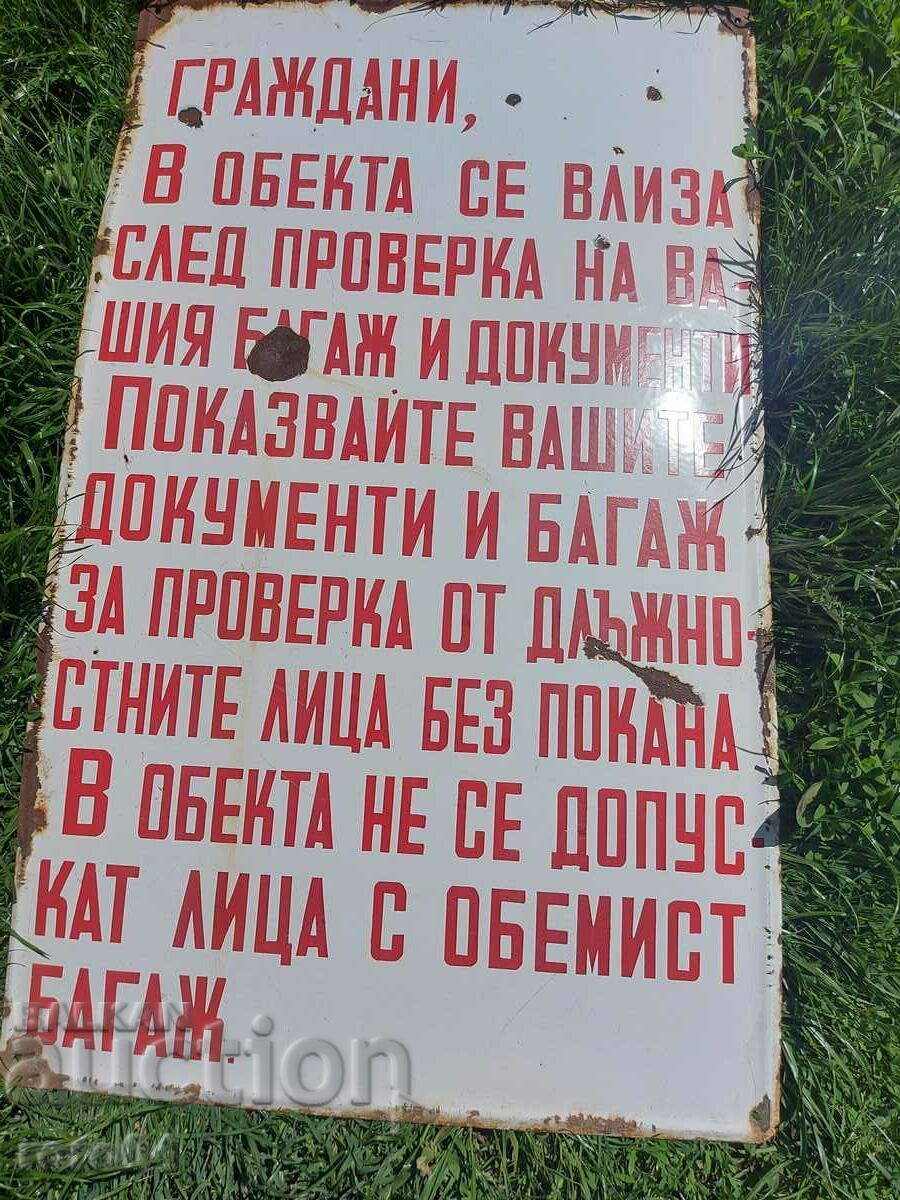 ГРАЖДАНИ,
В ОБЕКТА СЕ ВЛИЗА
СЛЕД ПРОВЕРКА НА ВА-
ШИЯ БАГАЖ И ДОКУМЕНТИ
ПОКАЗВАЙТЕ ВАШИТЕ
ДОКУМЕНТИ И БАГАЖ
ЗА ПРОВЕРКА ОТ ДЛЪЖНО-
СТНИТЕ ЛИЦА БЕЗ ПОКАНА
В ОБЕКТА НЕ СЕ ДОПУС-
КАТ ЛИЦА С ОБЕМИСТ
БАГАЖ.
BALKAN
auction